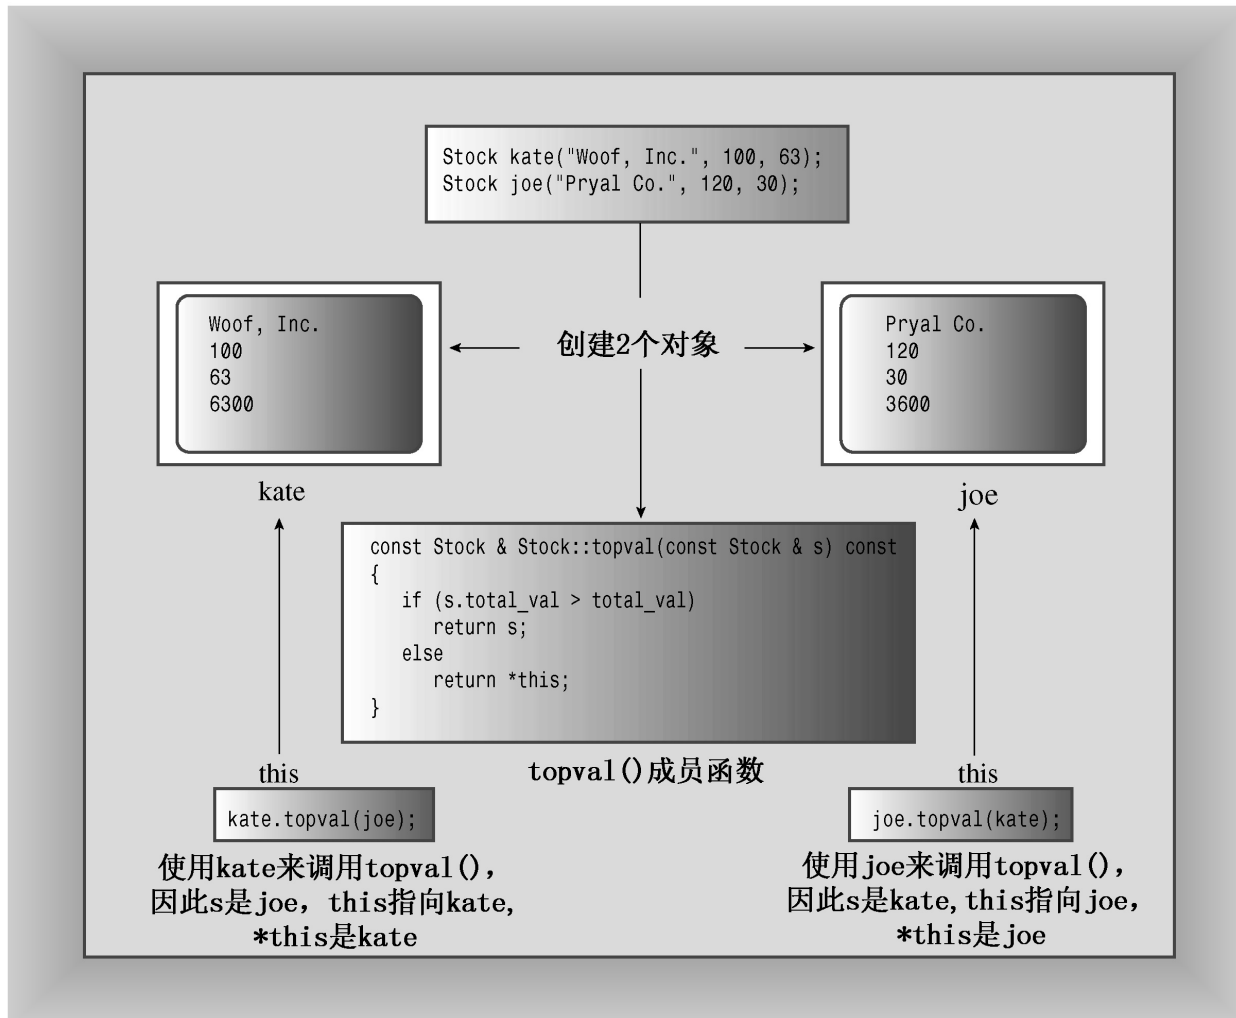 Stock kate("Woof, Inc.", 100, 63);
Stock joe("Pryal Co.", 120, 30);
Woof, Inc.
100
63
6300
kate
创建2个对象
Pryal Co.
120
30
3600
joe
const Stock & Stock::topval(const Stock & s) const
{
if (s.total_val > total_val)
return s;
else
return *this;
}
topval()成员函数
this
kate.topval(joe);
使用kate来调用topval(),
因此s是joe, this指向kate,
*this是kate
this
joe.topval(kate);
使用joe来调用topval(),
因此s是kate,this指向joe,
*this是joe